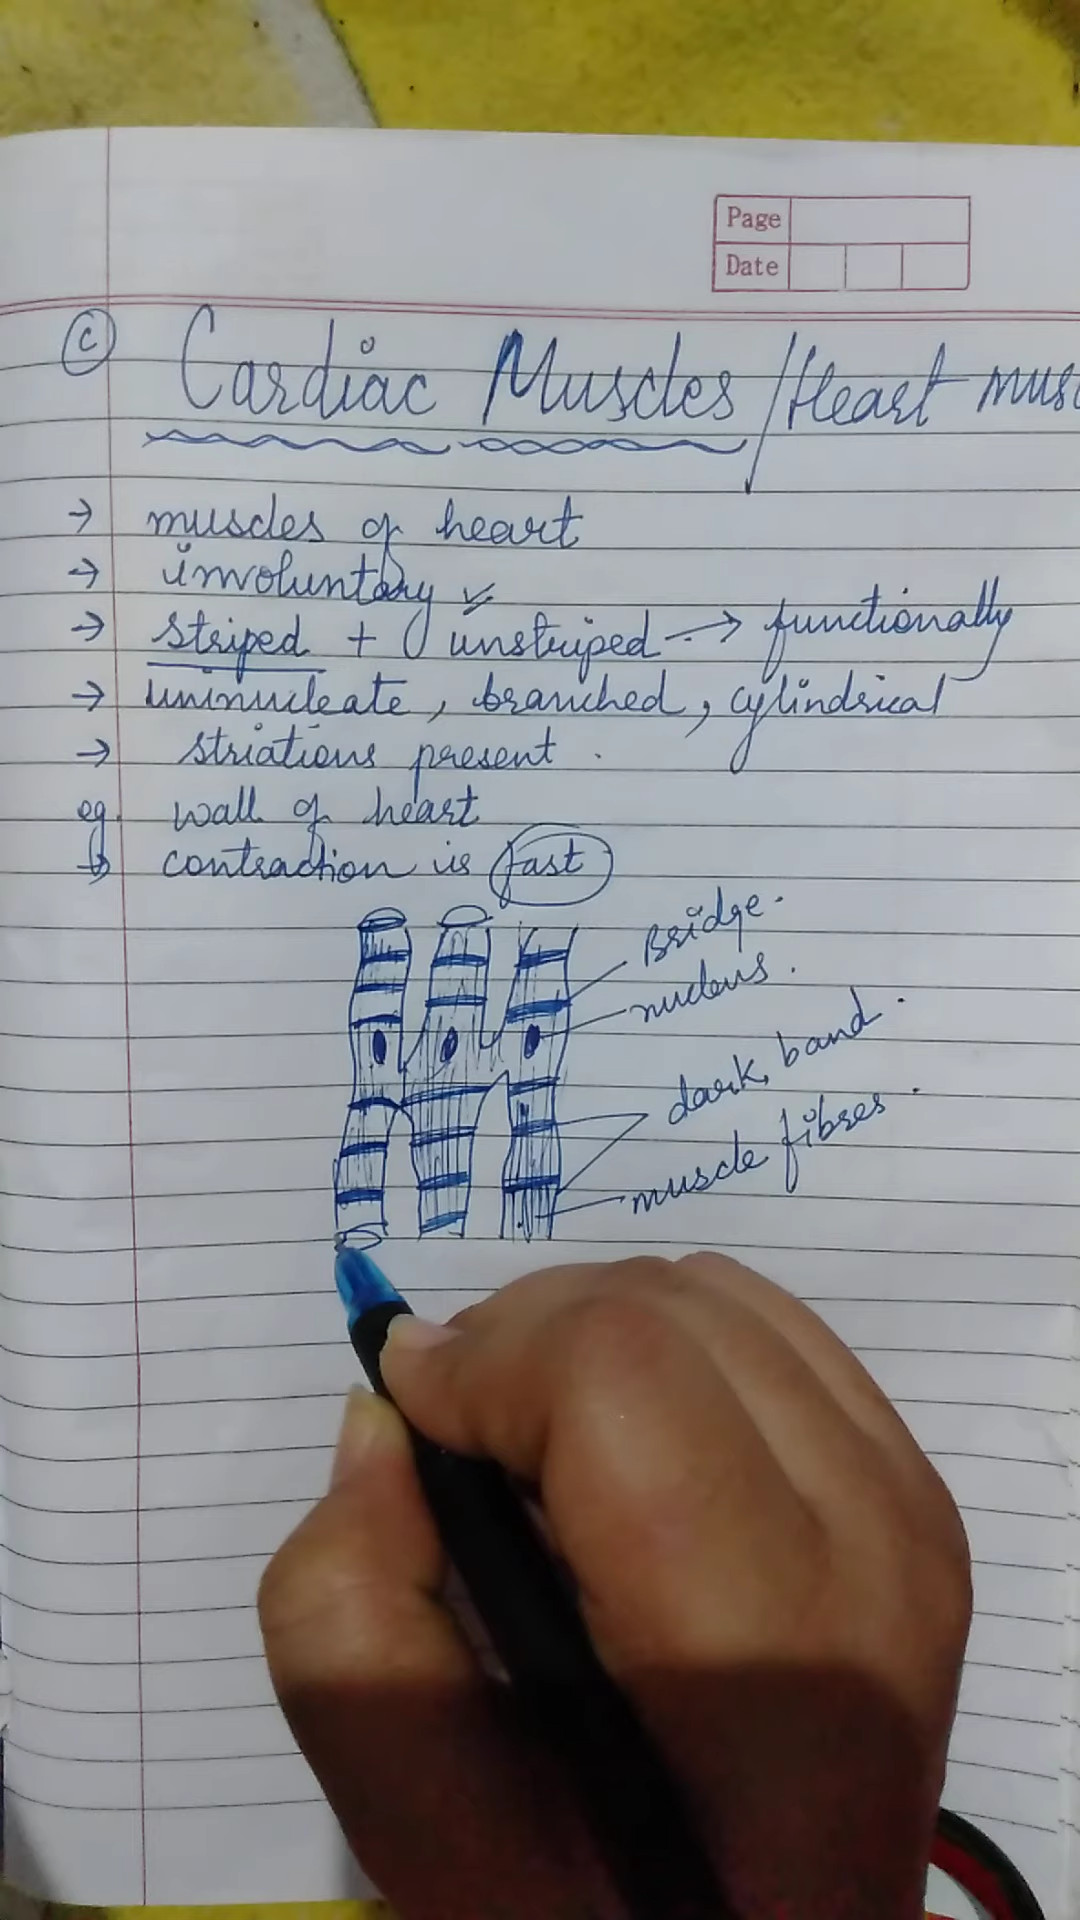 Page
Date
(c) Cardiac Muscles / Heart musc
→ muscles of heart
→ involuntary
→ striped + unstriped → functionally
→ uninucleate, branched, cylindrical
→ striations present.
eg. wall of heart
→ contraction is fast
Bridge.
nucleus.
dark band.
muscle fibres.